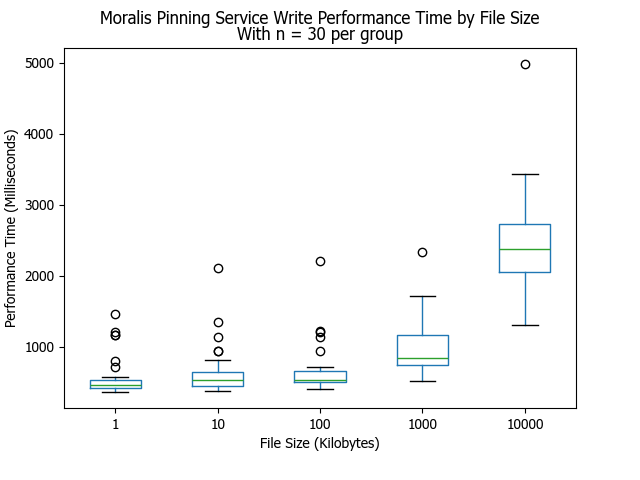 Moralis Pinning Service Write Performance Time by File Size
With n = 30 per group
Performance Time (Milliseconds)
5000
4000
3000
2000
1000
1 10 100 1000 10000
File Size (Kilobytes)